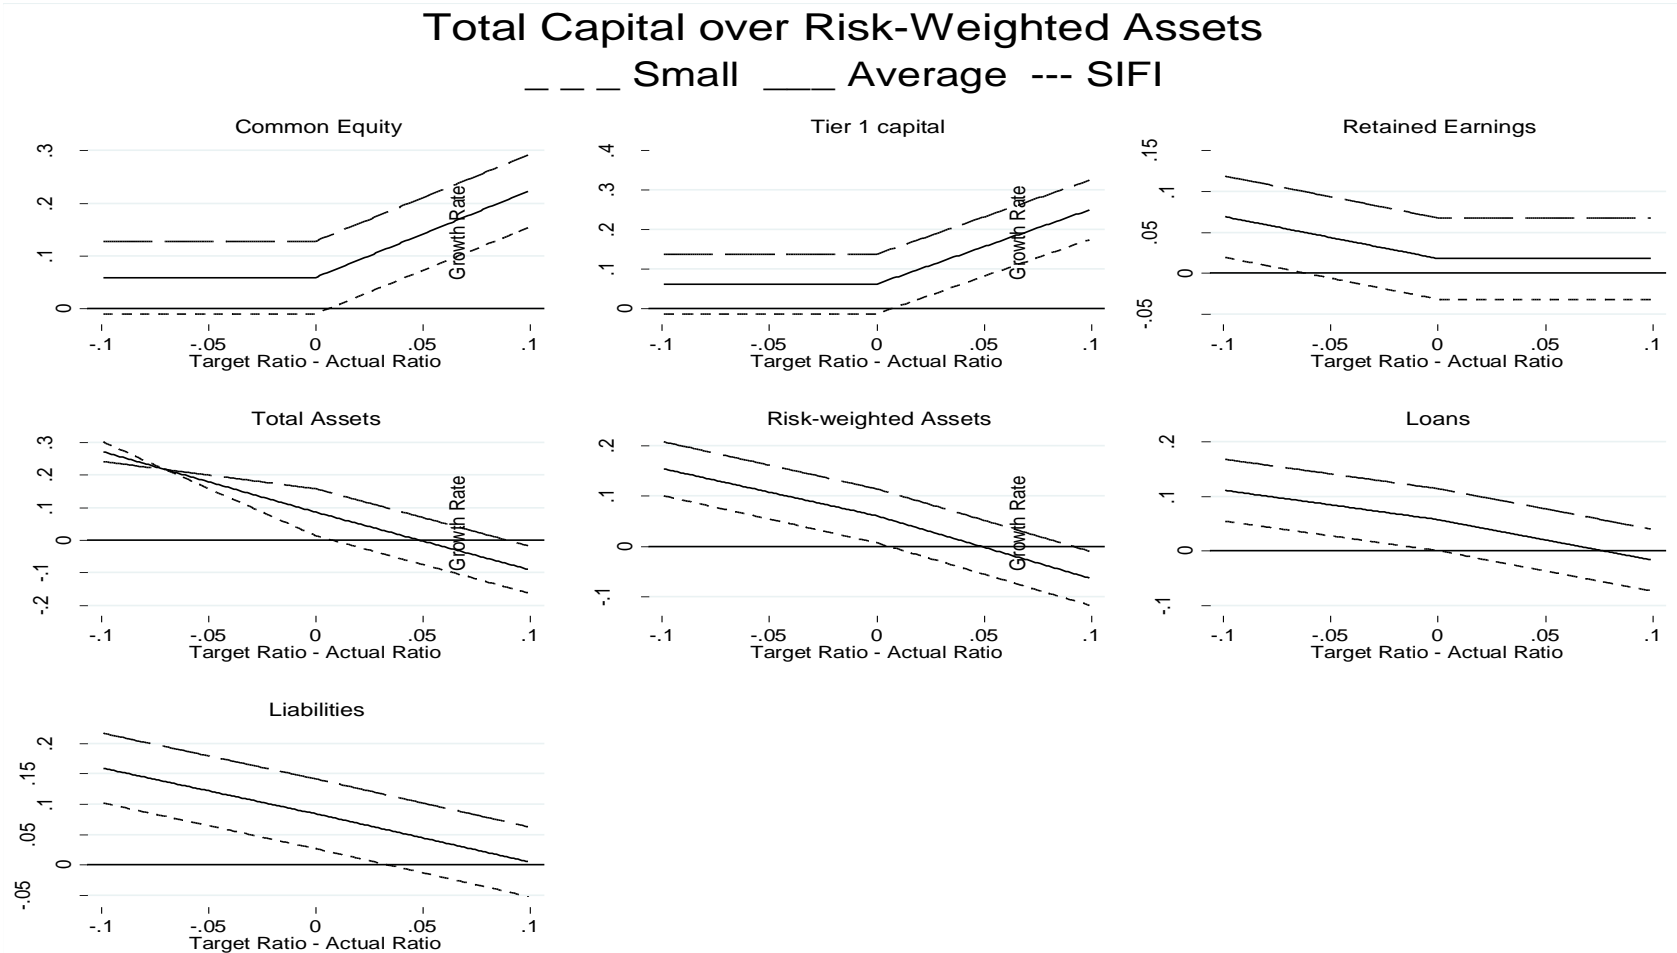 Total Capital over Risk-Weighted Assets
_ _ _ Small ___ Average --- SIFI
Common Equity
.3
.2
.1
0
Growth Rate
-.1 -.05 0 .05 .1
Target Ratio - Actual Ratio
Tier 1 capital
.4
.3
.2
.1
0
Growth Rate
-.1 -.05 0 .05 .1
Target Ratio - Actual Ratio
Retained Earnings
.15
.1
.05
0
-.05
-.1 -.05 0 .05 .1
Target Ratio - Actual Ratio
Total Assets
.3
.2
.1
0
-.1
-.2
Growth Rate
-.1 -.05 0 .05 .1
Target Ratio - Actual Ratio
Risk-weighted Assets
.2
.1
0
-.1
Growth Rate
-.1 -.05 0 .05 .1
Target Ratio - Actual Ratio
Loans
.2
.1
0
-.1
-.1 -.05 0 .05 .1
Target Ratio - Actual Ratio
Liabilities
.2
.15
.1
.05
0
-.05
-.1 -.05 0 .05 .1
Target Ratio - Actual Ratio